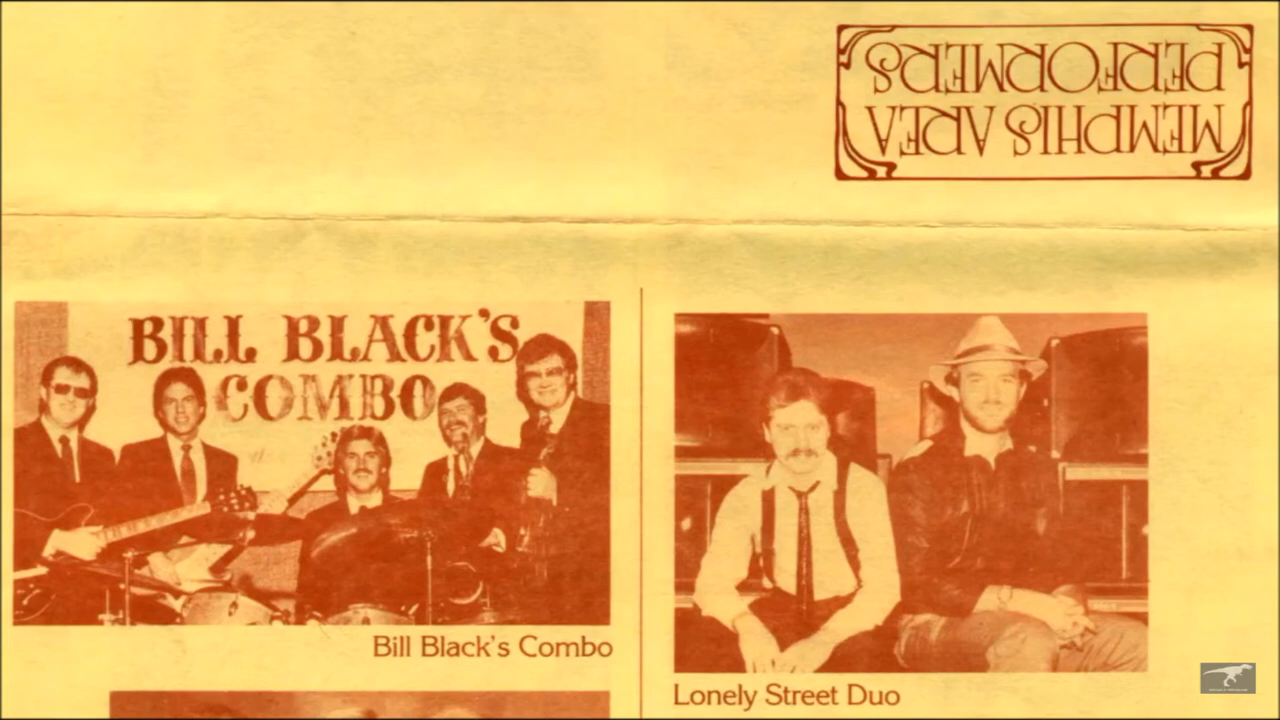 MEMPHIS AREA
PERFORMERS
BILL BLACK'S
COMBO
Bill Black's Combo
Lonely Street Duo